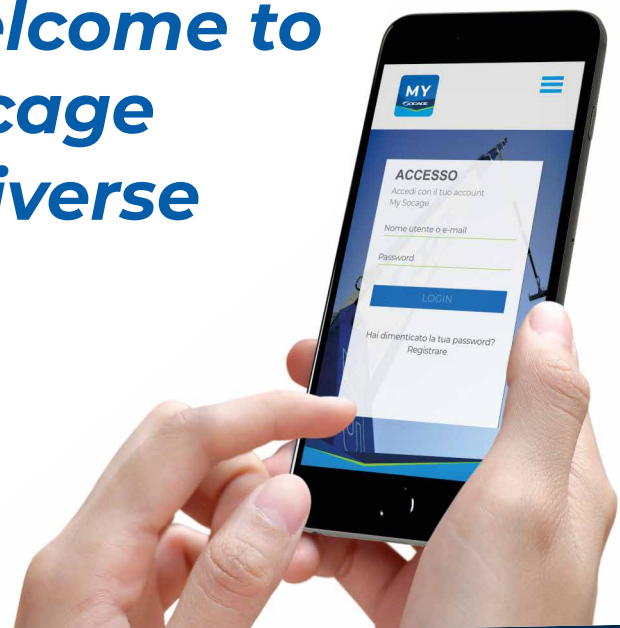 elcome to
cage
iverse
MY
SOCAGE
ACCESSO
Accedi con il tuo account
My Socage
Nome utente o e-mail
Password
LOGIN
Hai dimenticato la tua password?
Registrare